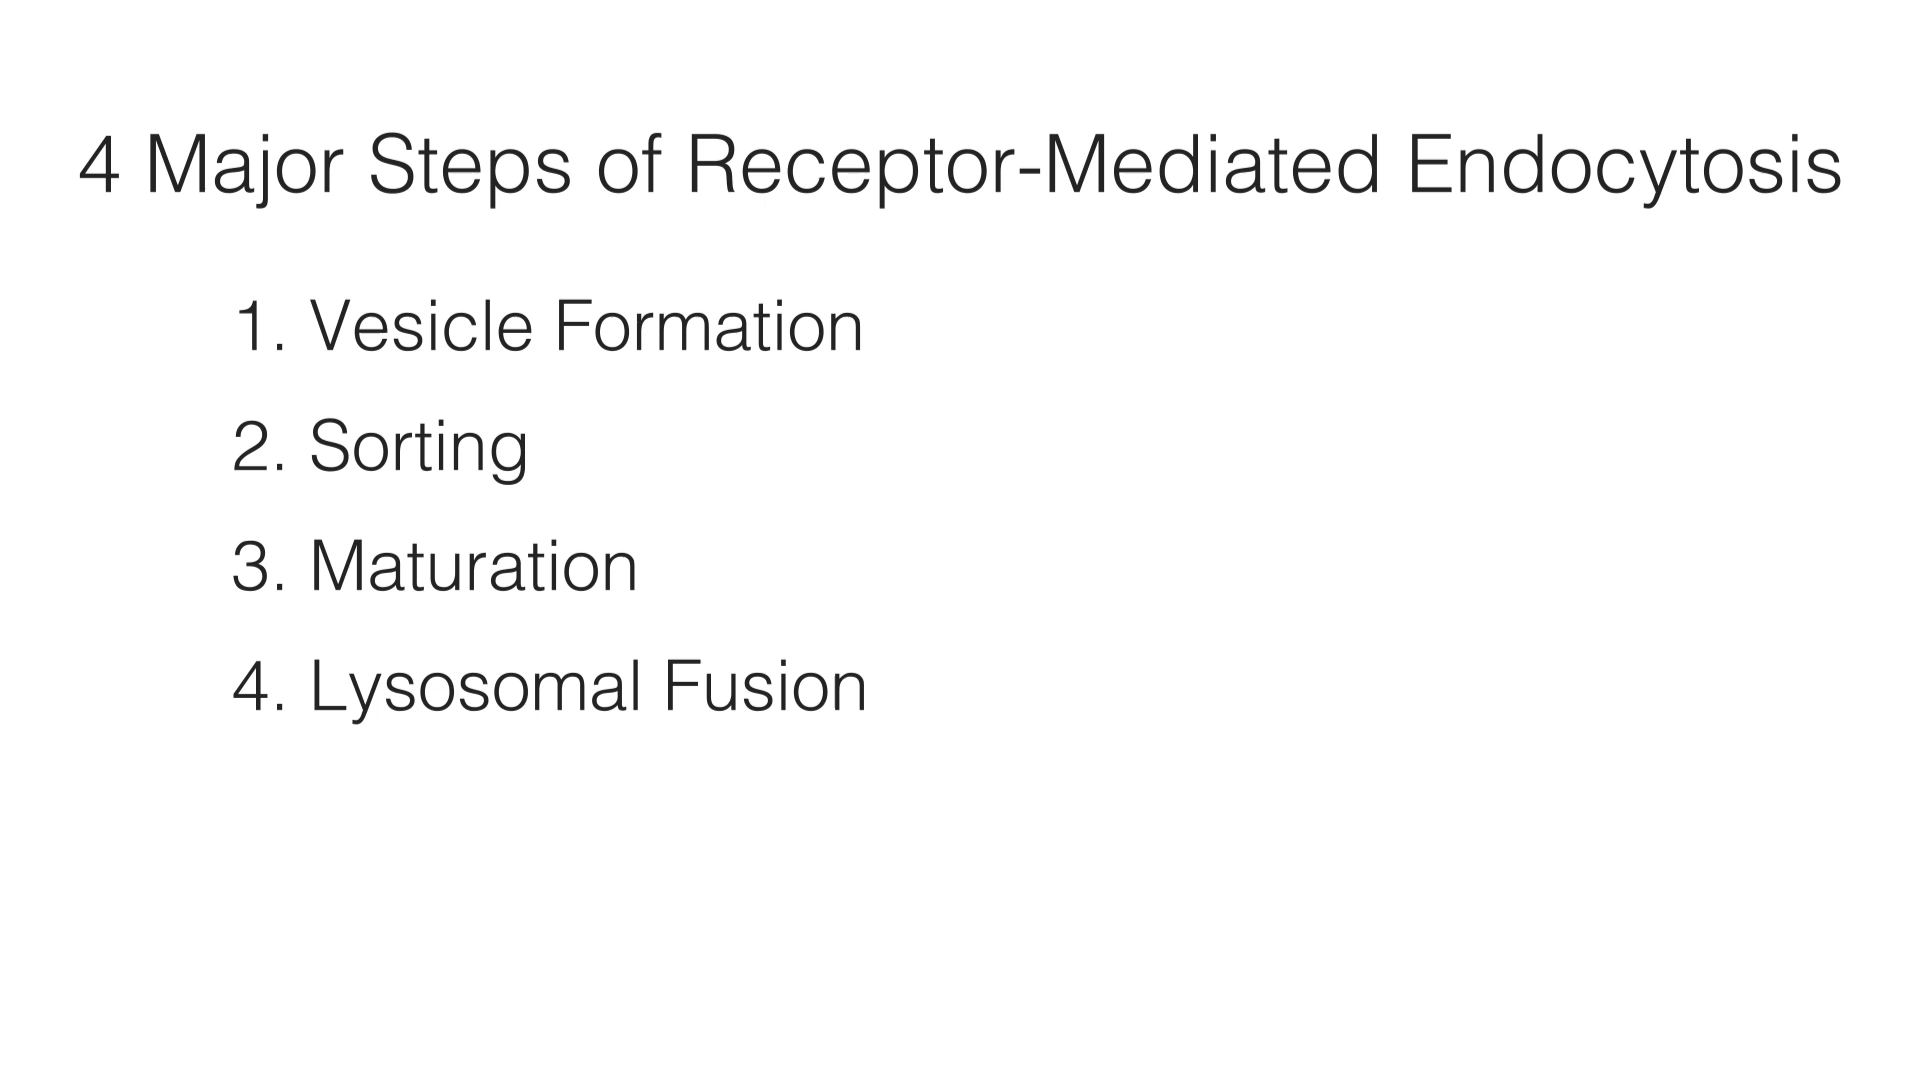 4 Major Steps of Receptor-Mediated Endocytosis
1. Vesicle Formation
2. Sorting
3. Maturation
4. Lysosomal Fusion